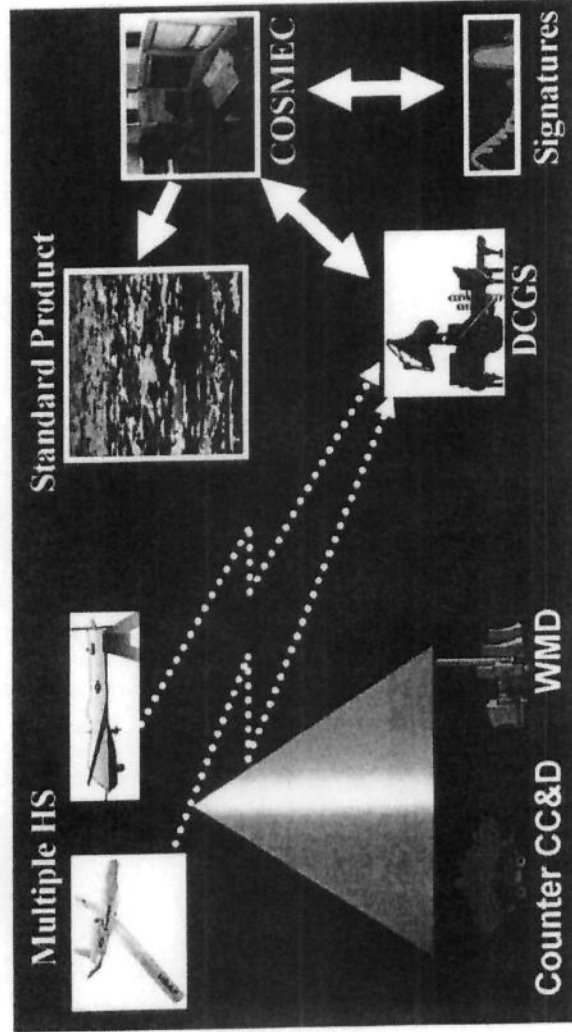 Multiple HS
Standard Product
COSMEC
DCGS
Signatures
Counter CC&D
WMD